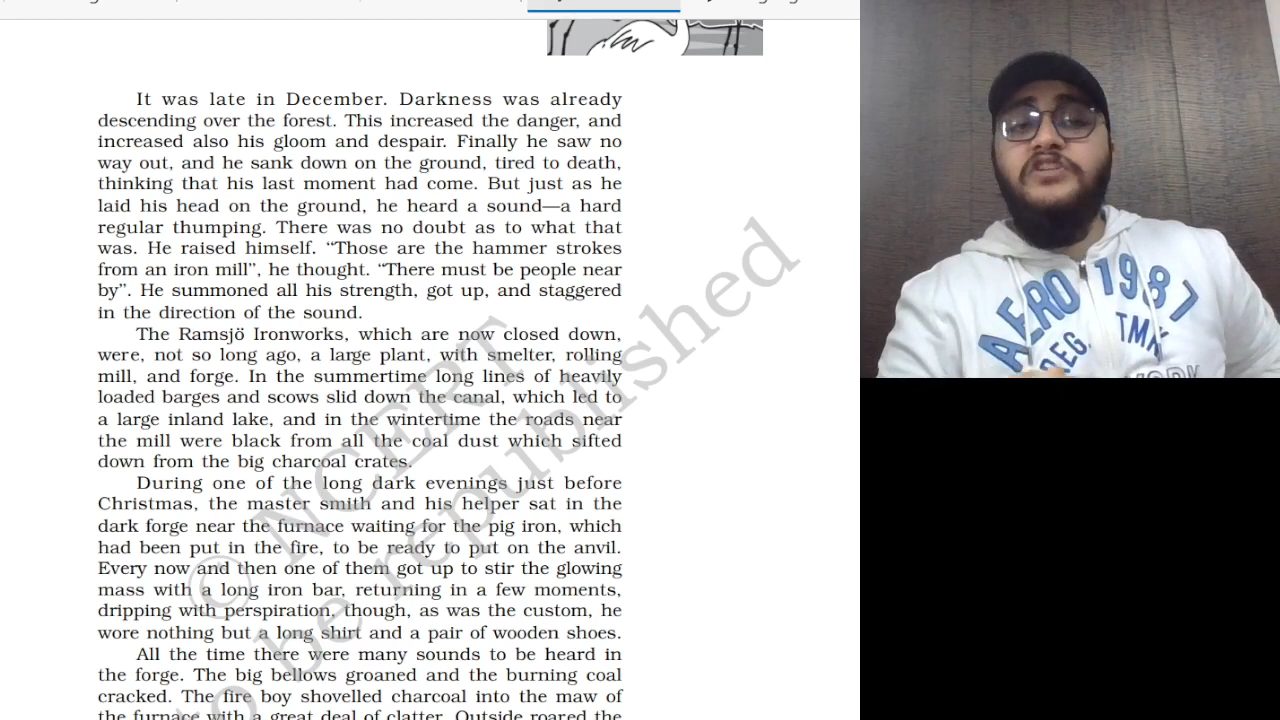 It was late in December. Darkness was already
descending over the forest. This increased the danger, and
increased also his gloom and despair. Finally he saw no
way out, and he sank down on the ground, tired to death,
thinking that his last moment had come. But just as he
laid his head on the ground, he heard a sound—a hard
regular thumping. There was no doubt as to what that
was. He raised himself. “Those are the hammer strokes
from an iron mill”, he thought. “There must be people near
by”. He summoned all his strength, got up, and staggered
in the direction of the sound.
The Ramsjö Ironworks, which are now closed down,
were, not so long ago, a large plant, with smelter, rolling
mill, and forge. In the summertime long lines of heavily
loaded barges and scows slid down the canal, which led to
a large inland lake, and in the wintertime the roads near
the mill were black from all the coal dust which sifted
down from the big charcoal crates.
During one of the long dark evenings just before
Christmas, the master smith and his helper sat in the
dark forge near the furnace waiting for the pig iron, which
had been put in the fire, to be ready to put on the anvil.
Every now and then one of them got up to stir the glowing
mass with a long iron bar, returning in a few moments,
dripping with perspiration, though, as was the custom, he
wore nothing but a long shirt and a pair of wooden shoes.
All the time there were many sounds to be heard in
the forge. The big bellows groaned and the burning coal
cracked. The fire boy shovelled charcoal into the maw of
the furnace with a great deal of clatter. Outside roared the
© NCERT
to be republished
AERO 1987
REG. TMK